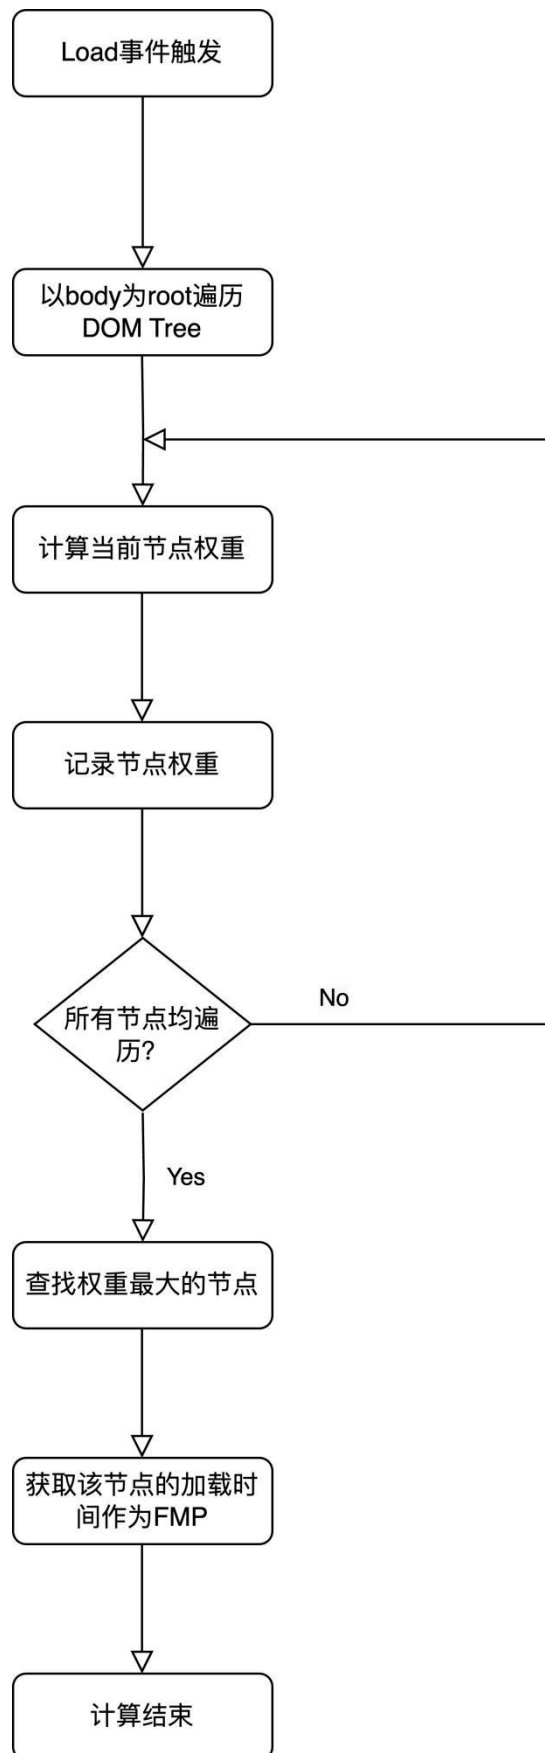 Load事件触发
以body为root遍历
DOM Tree
计算当前节点权重
记录节点权重
所有节点均遍
历?
No
Yes
查找权重最大的节点
获取该节点的加载时
间作为FMP
计算结束